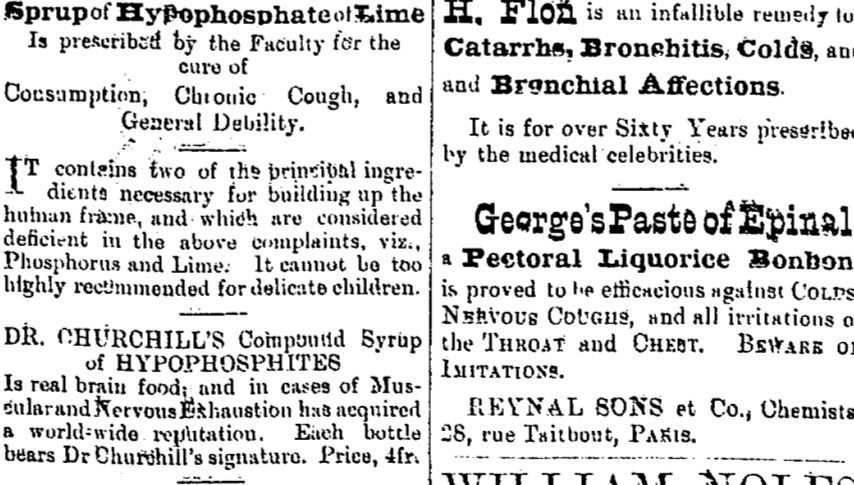 Syrup of Hypophosphate of Lime
Is prescribed by the Faculty for the
cure of
Consumption, Chronic Cough, and
General Debility.
IT contains two of the principal ingre-
dients necessary for building up the
human frame, and which are considered
deficient in the above complaints, viz.,
Phosphorus and Lime. It cannot be too
highly recommended for delicate children.
DR. CHURCHILL'S Compound Syrup
of HYPOPHOSPHITES
Is real brain food; and in cases of Mus-
cular and Nervous Exhaustion has acquired
a world-wide reputation. Each bottle
bears Dr Churchill's signature. Price, 4fr.
H. Flon is an infallible remedy to
Catarrhs, Bronchitis, Colds, and
and Bronchial Affections.
It is for over Sixty Years prescribed
by the medical celebrities.
George's Paste of Epinal
a Pectoral Liquorice Bonbon
is proved to be efficacious against COLDS
NERVOUS COUGHS, and all irritations o
the THROAT and CHEST. BEWARE OF
IMITATIONS.
REYNAL SONS et Co., Chemists
28, rue Taitbout, PARIS.
WILLIAM NOLES